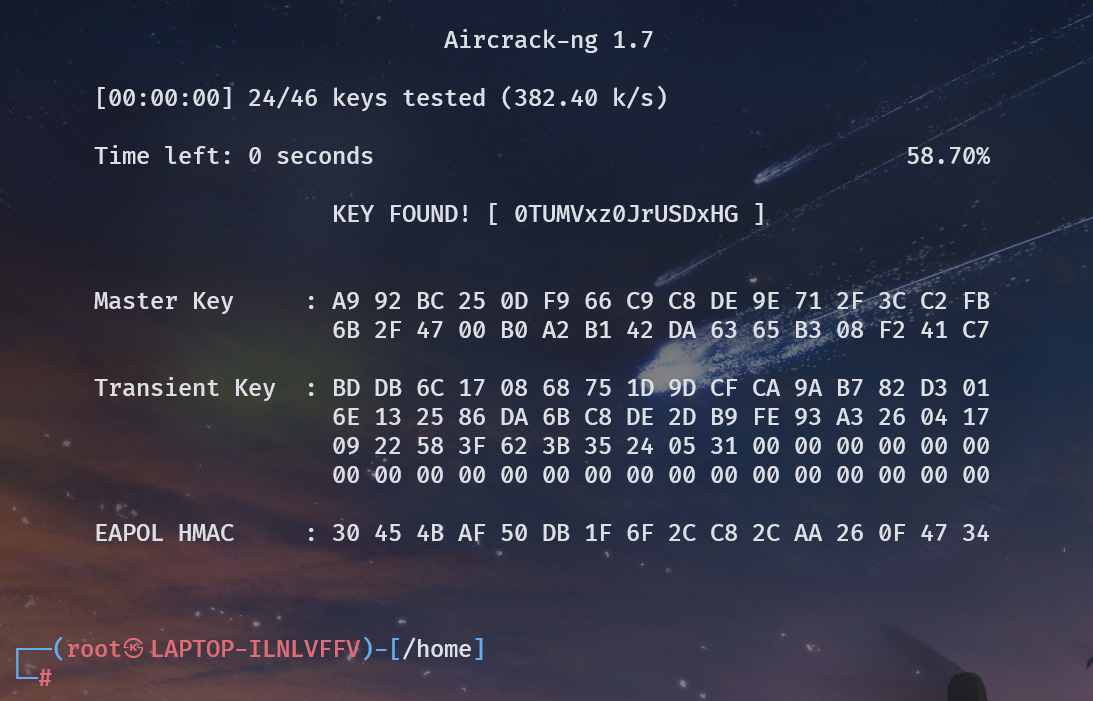 Aircrack-ng 1.7
[00:00:00] 24/46 keys tested (382.40 k/s)
Time left: 0 seconds 58.70%
KEY FOUND! [ 0TUMVxz0JrUSDxHG ]
Master Key : A9 92 BC 25 0D F9 66 C9 C8 DE 9E 71 2F 3C C2 FB
6B 2F 47 00 B0 A2 B1 42 DA 63 65 B3 08 F2 41 C7
Transient Key : BD DB 6C 17 08 68 75 1D 9D CF CA 9A B7 82 D3 01
6E 13 25 86 DA 6B C8 DE 2D B9 FE 93 A3 26 04 17
09 22 58 3F 62 3B 35 24 05 31 00 00 00 00 00 00
00 00 00 00 00 00 00 00 00 00 00 00 00 00 00 00
EAPOL HMAC : 30 45 4B AF 50 DB 1F 6F 2C C8 2C AA 26 0F 47 34
┌──(root㉿LAPTOP-ILNLVFFV)-[/home]
└─#